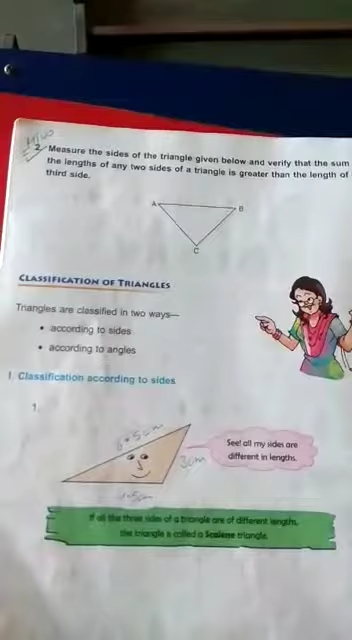 H/W
2. Measure the sides of the triangle given below and verify that the sum
the lengths of any two sides of a triangle is greater than the length of
third side.
A
B
C
CLASSIFICATION OF TRIANGLES
Triangles are classified in two ways—
• according to sides
• according to angles
I. Classification according to sides
1.
3cm
See! all my sides are
different in lengths.
If all the three sides of a triangle are of different lengths,
the triangle is called a Scalene triangle.